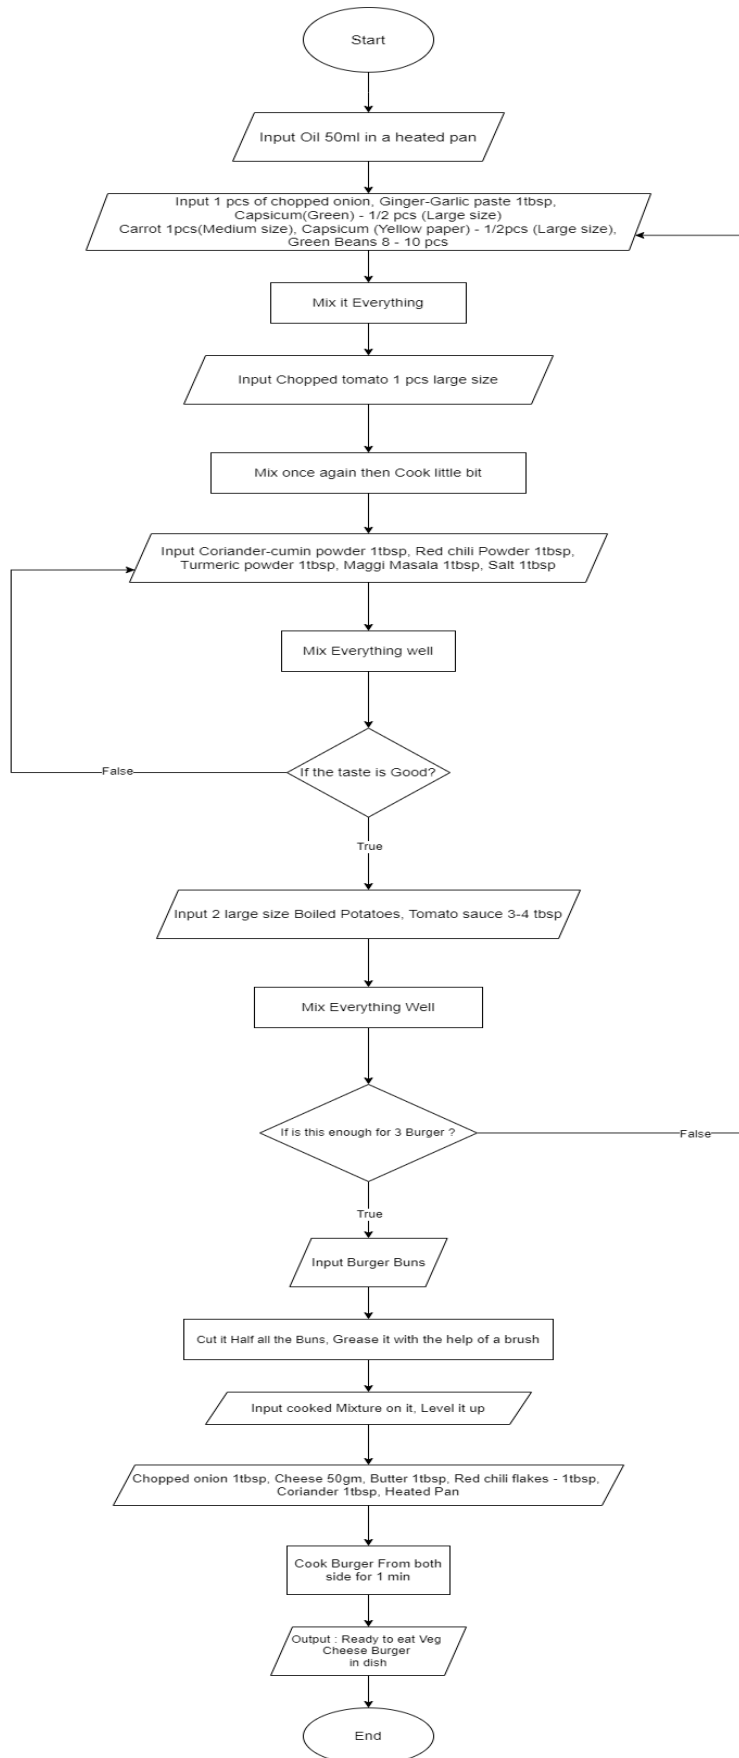 Start
Input Oil 50ml in a heated pan
Input 1 pcs of chopped onion, Ginger-Garlic paste 1tbsp,
Capsicum(Green) - 1/2 pcs (Large size)
Carrot 1pcs(Medium size), Capsicum (Yellow paper) - 1/2pcs (Large size),
Green Beans 8 - 10 pcs
Mix it Everything
Input Chopped tomato 1 pcs large size
Mix once again then Cook little bit
Input Coriander-cumin powder 1tbsp, Red chili Powder 1tbsp,
Turmeric powder 1tbsp, Maggi Masala 1tbsp, Salt 1tbsp
Mix Everything well
If the taste is Good?
False
True
Input 2 large size Boiled Potatoes, Tomato sauce 3-4 tbsp
Mix Everything Well
If is this enough for 3 Burger ?
False
True
Input Burger Buns
Cut it Half all the Buns, Grease it with the help of a brush
Input cooked Mixture on it, Level it up
Chopped onion 1tbsp, Cheese 50gm, Butter 1tbsp, Red chili flakes - 1tbsp,
Coriander 1tbsp, Heated Pan
Cook Burger From both
side for 1 min
Output : Ready to eat Veg
Cheese Burger
in dish
End